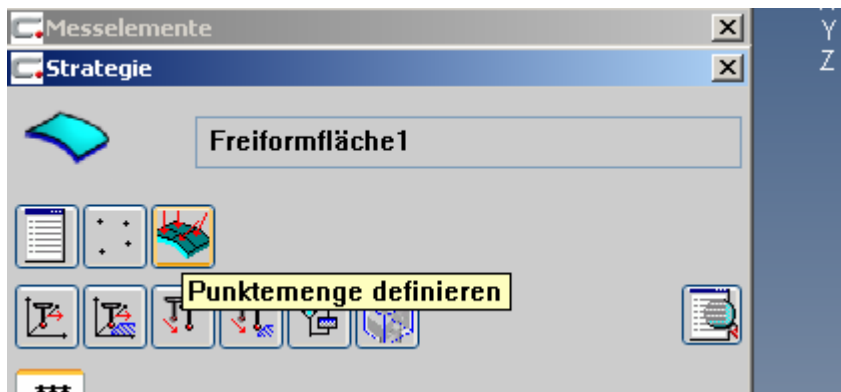 Messelemente
Y
Strategie
Z
Freiformfläche1
Punktemenge definieren